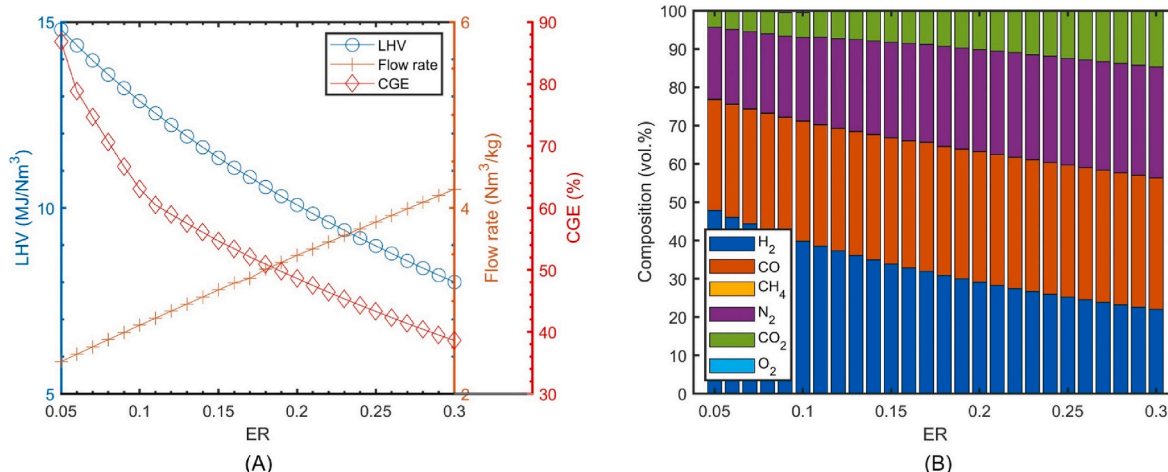 15
10
5
LHV (MJ/Nm³)
LHV
Flow rate
CGE
6
4
2
Flow rate (Nm³/kg)
90
80
70
60
50
40
30
CGE (%)
0.05 0.1 0.15 0.2 0.25 0.3
ER
(A)
100
90
80
70
60
50
40
30
20
10
0
Composition (vol.%)
H₂
CO
CH₄
N₂
CO₂
O₂
0.05 0.1 0.15 0.2 0.25 0.3
ER
(B)